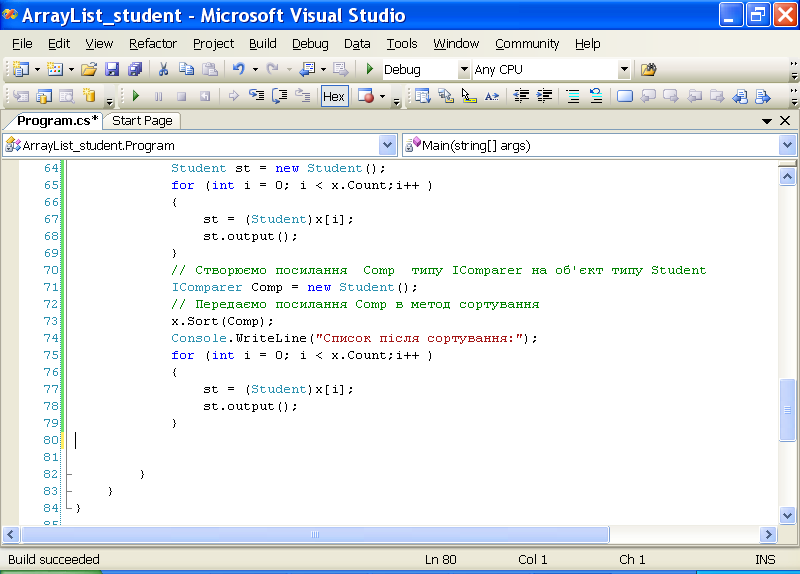 ArrayList_student - Microsoft Visual Studio
File Edit View Refactor Project Build Debug Data Tools Window Community Help
Debug Any CPU
Hex
Program.cs* Start Page
ArrayList_student.Program Main(string[] args)
64 Student st = new Student();
65 for (int i = 0; i < x.Count;i++ )
66 {
67 st = (Student)x[i];
68 st.output();
69 }
70 // Створюємо посилання  Comp  типу IComparer на об'єкт типу Student
71 IComparer Comp = new Student();
72 // Передаємо посилання Comp в метод сортування
73 x.Sort(Comp);
74 Console.WriteLine("Список після сортування:");
75 for (int i = 0; i < x.Count;i++ )
76 {
77 st = (Student)x[i];
78 st.output();
79 }
80
81
82 }
83 }
84 }
85
Build succeeded Ln 80 Col 1 Ch 1 INS